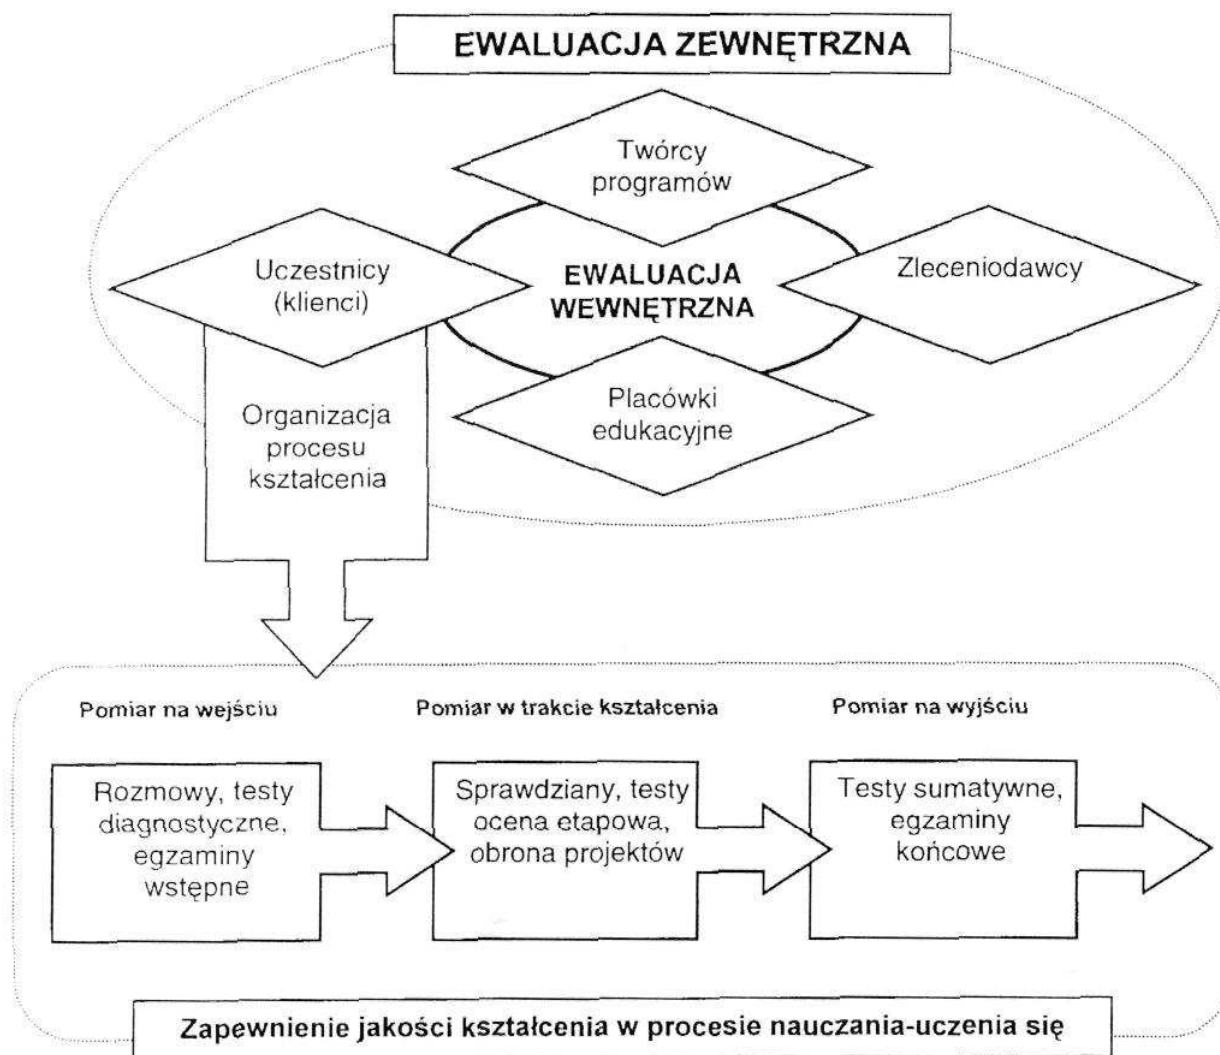 EWALUACJA ZEWNĘTRZNA
Twórcy
programów
Uczestnicy
(klienci)
EWALUACJA
WEWNĘTRZNA
Zleceniodawcy
Placówki
edukacyjne
Organizacja
procesu
kształcenia
Pomiar na wejściu
Pomiar w trakcie kształcenia
Pomiar na wyjściu
Rozmowy, testy
diagnostyczne,
egzaminy
wstępne
Sprawdziany, testy
ocena etapowa,
obrona projektów
Testy sumatywne,
egzaminy
końcowe
Zapewnienie jakości kształcenia w procesie nauczania-uczenia się